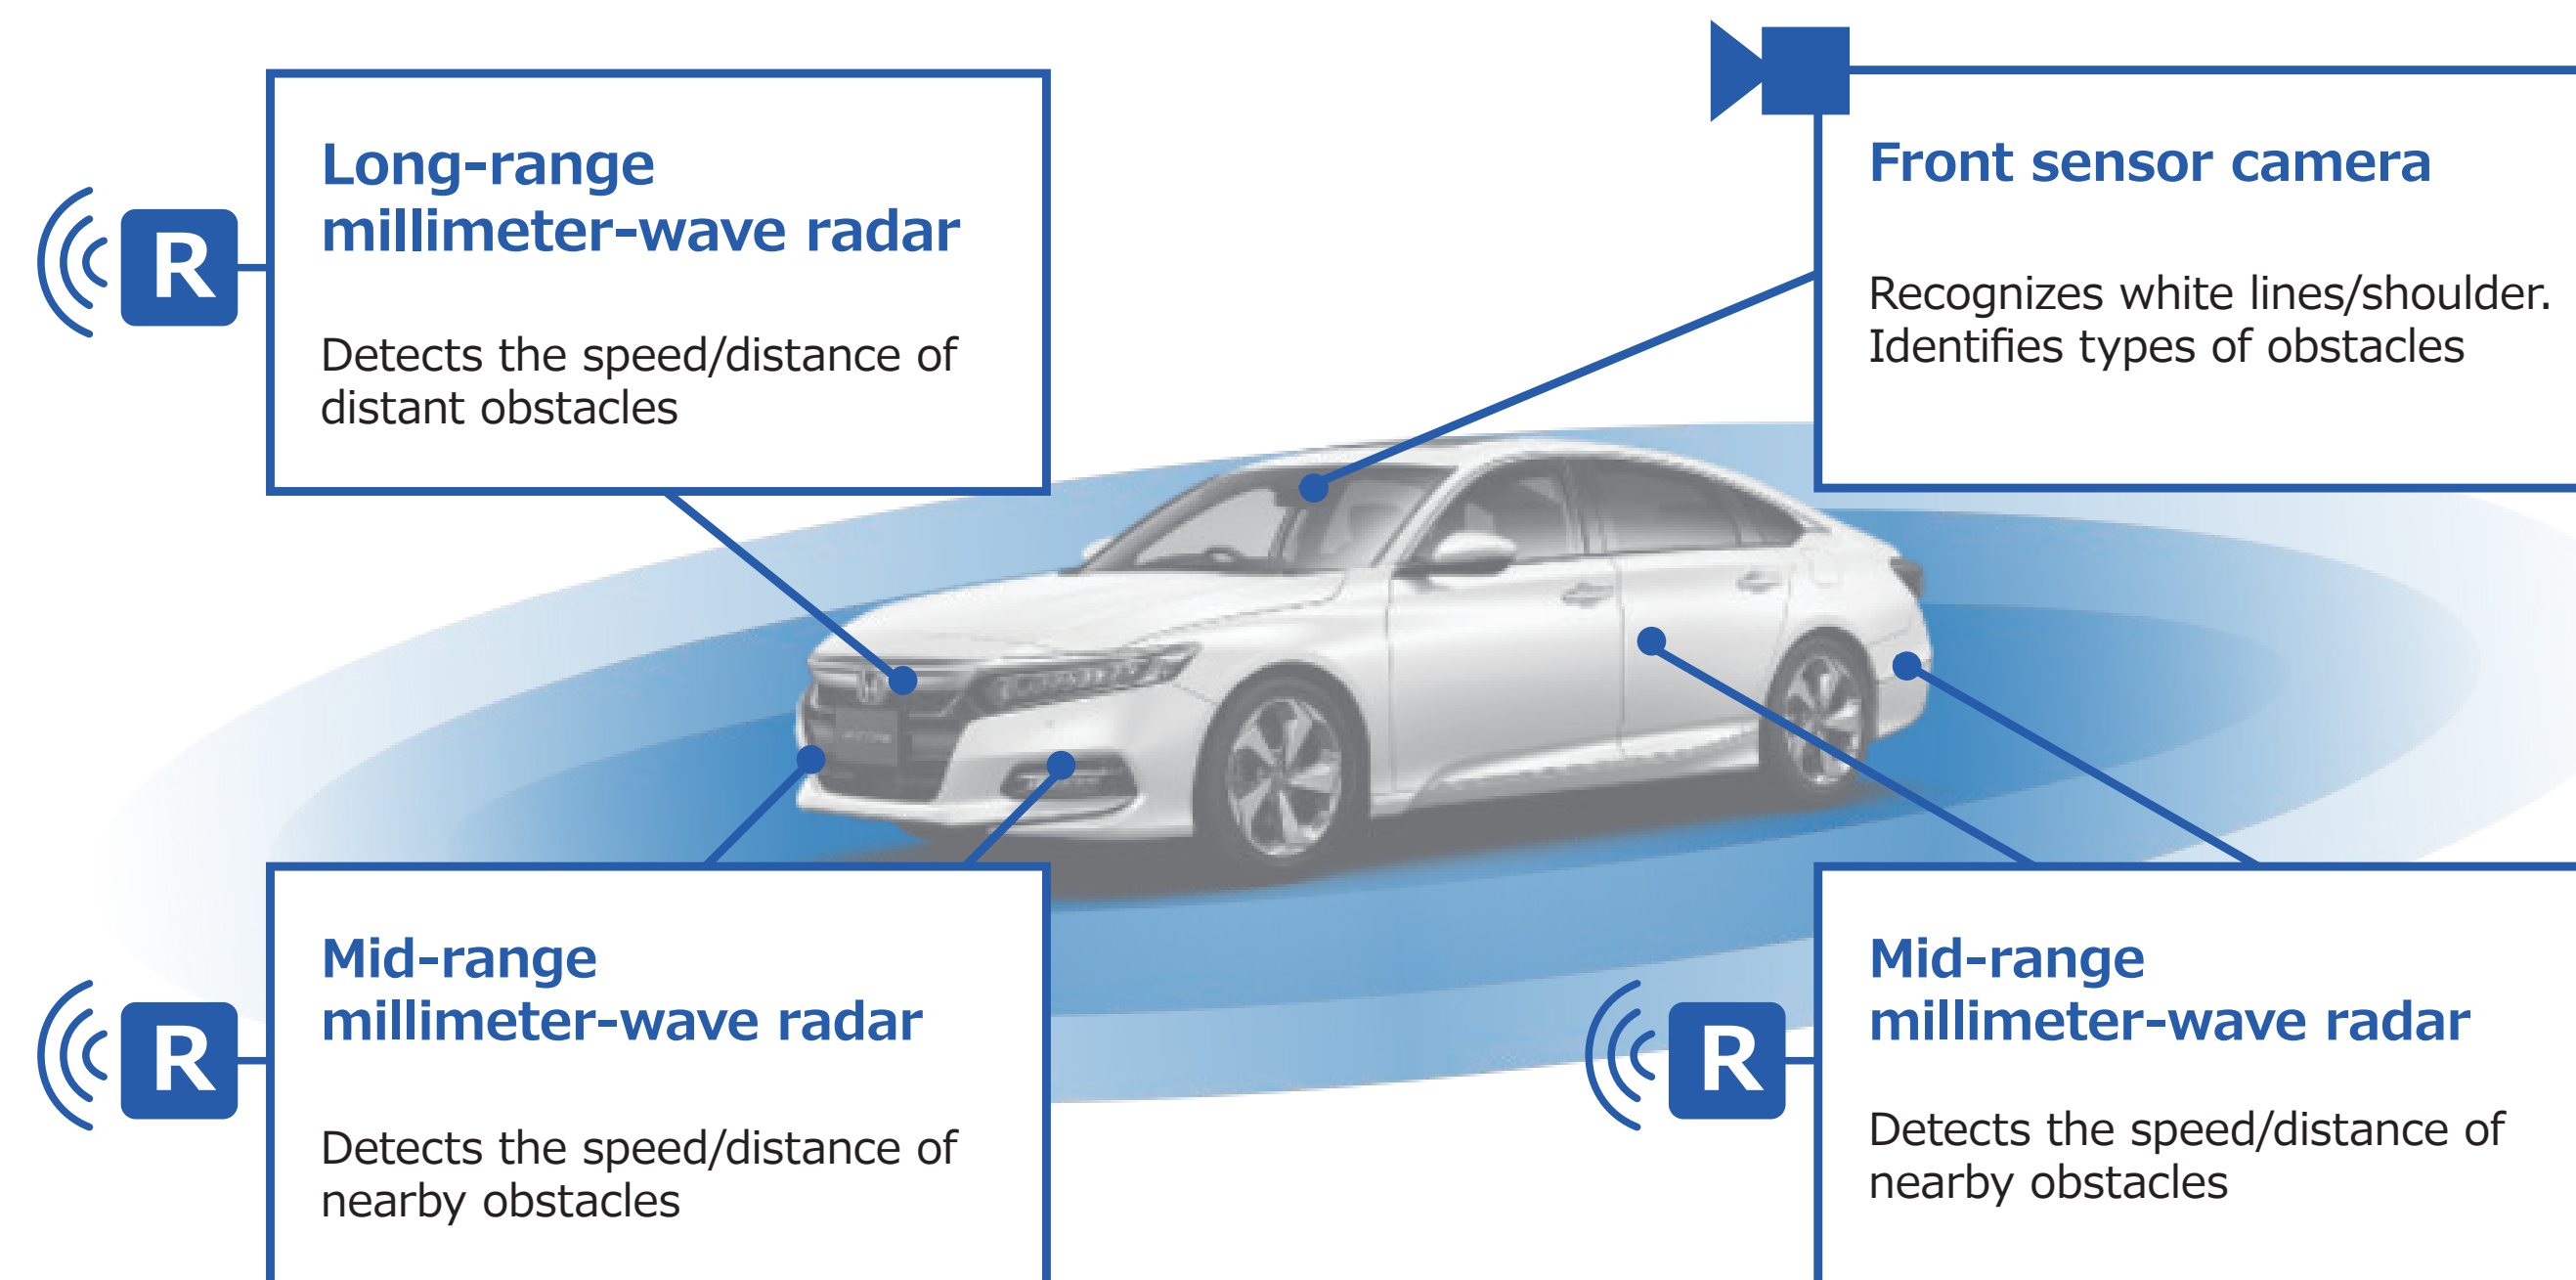 Long-range
millimeter-wave radar
R
Detects the speed/distance of
distant obstacles
Front sensor camera
Recognizes white lines/shoulder.
Identifies types of obstacles
Mid-range
millimeter-wave radar
R
Detects the speed/distance of
nearby obstacles
Mid-range
millimeter-wave radar
R
Detects the speed/distance of
nearby obstacles